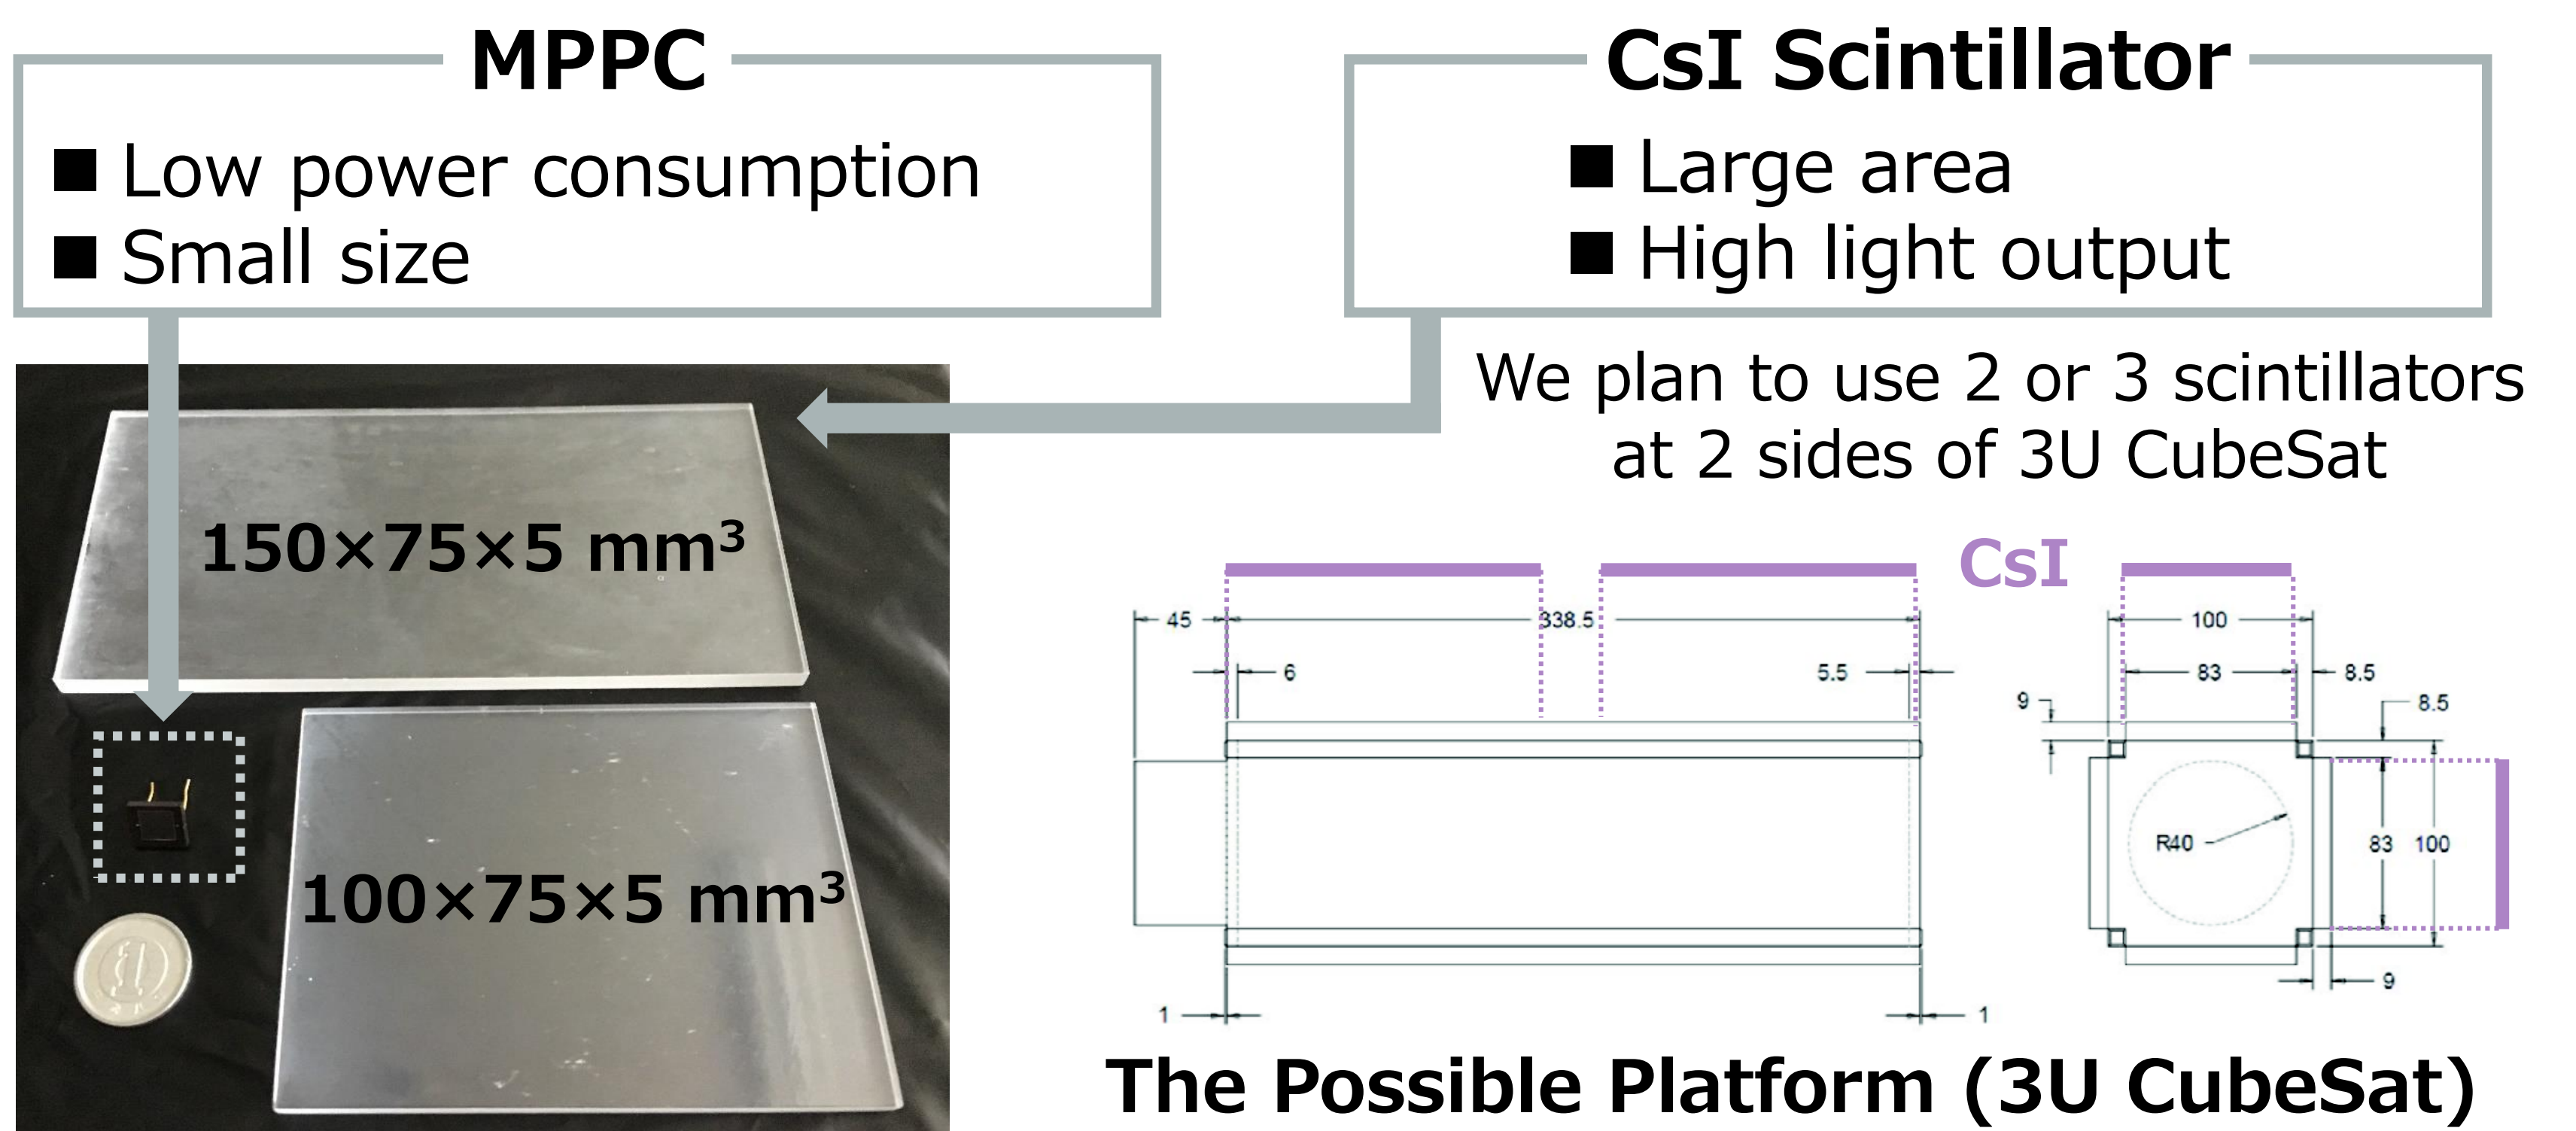 MPPC
■ Low power consumption
■ Small size
CsI Scintillator
■ Large area
■ High light output
We plan to use 2 or 3 scintillators
at 2 sides of 3U CubeSat
150×75×5 mm³
100×75×5 mm³
1
CsI
45
338.5
6
5.5
1
1
100
83
8.5
9
8.5
R40
83
100
9
The Possible Platform (3U CubeSat)